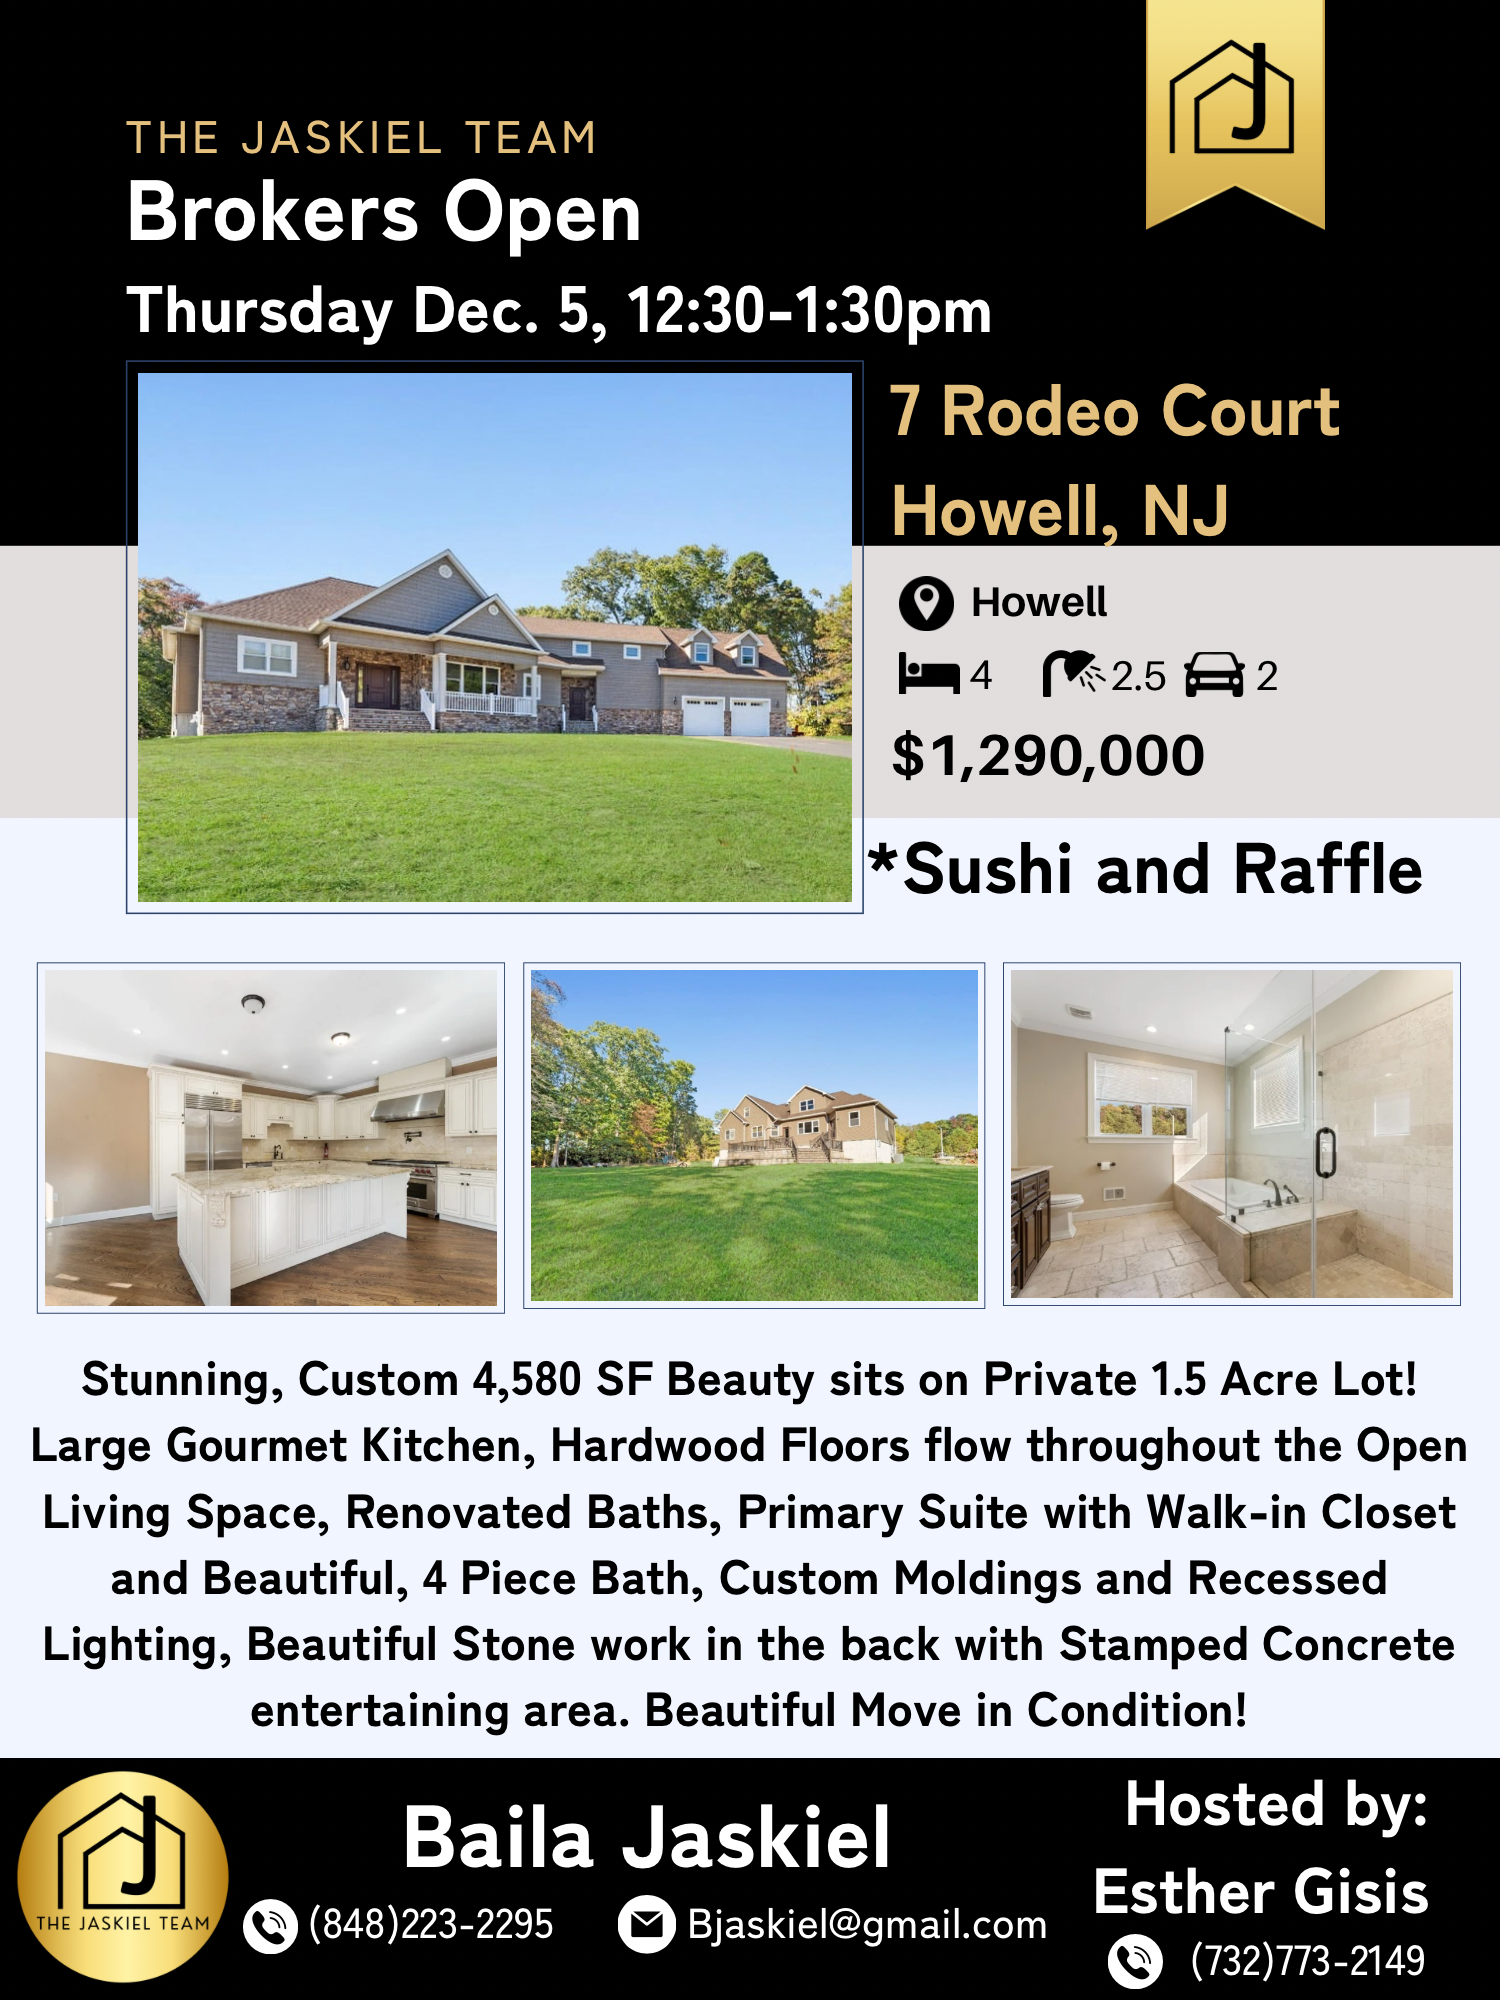 THE JASKIEL TEAM
Brokers Open
Thursday Dec. 5, 12:30-1:30pm
7 Rodeo Court
Howell, NJ
Howell
4 2.5 2
$1,290,000
*Sushi and Raffle
Stunning, Custom 4,580 SF Beauty sits on Private 1.5 Acre Lot!
Large Gourmet Kitchen, Hardwood Floors flow throughout the Open
Living Space, Renovated Baths, Primary Suite with Walk-in Closet
and Beautiful, 4 Piece Bath, Custom Moldings and Recessed
Lighting, Beautiful Stone work in the back with Stamped Concrete
entertaining area. Beautiful Move in Condition!
J
THE JASKIEL TEAM
Baila Jaskiel
(848)223-2295 Bjaskiel@gmail.com
Hosted by:
Esther Gisis
(732)773-2149